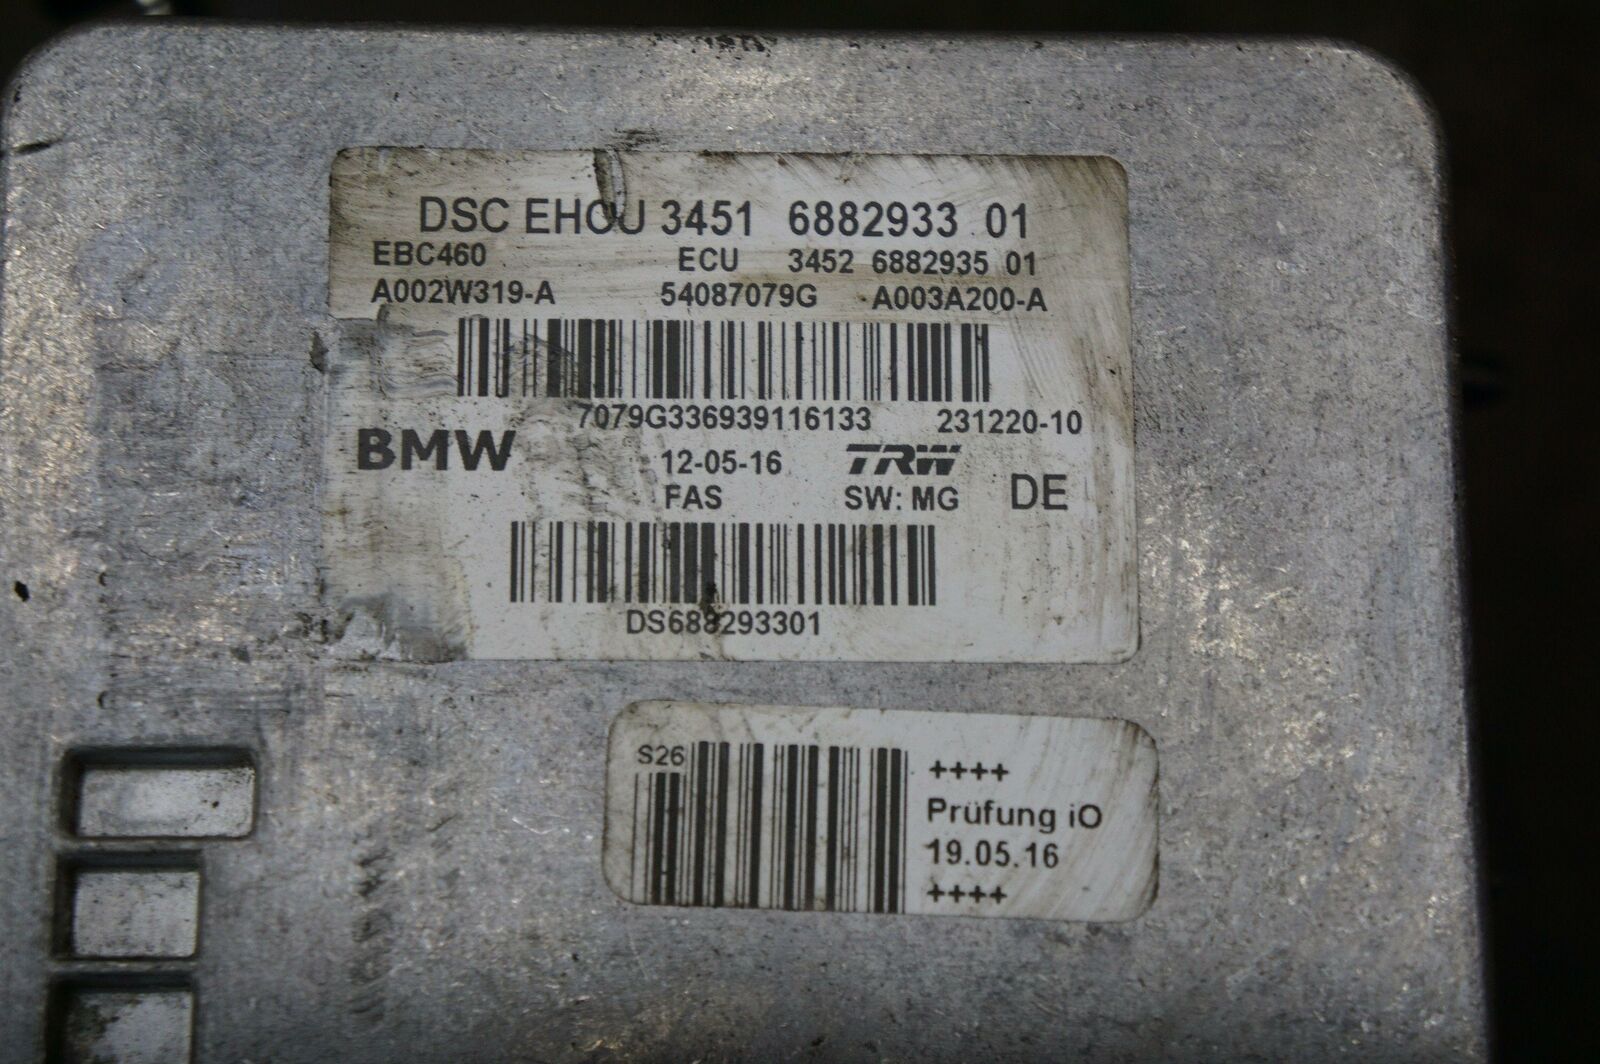 DSC EHCU 3451 6882933 01
EBC460 ECU 3452 6882935 01
A002W319-A 54087079G A003A200-A
7079G336939116133 231220-10
BMW 12-05-16 TRW
FAS SW: MG DE
DS688293301
S26
++++
Prüfung iO
19.05.16
++++